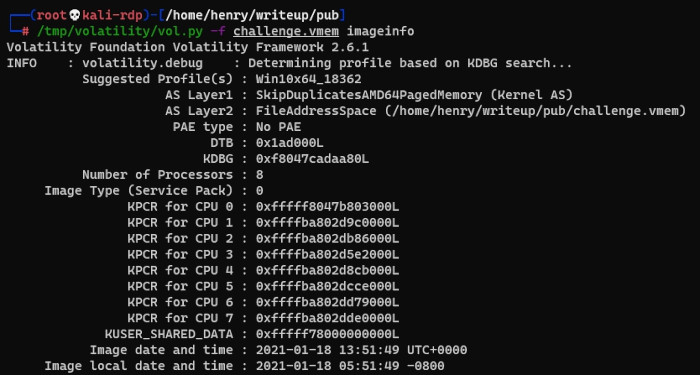 ┌──(root💀kali-rdp)-[/home/henry/writeup/pub]
└─# /tmp/volatility/vol.py -f challenge.vmem imageinfo
Volatility Foundation Volatility Framework 2.6.1
INFO    : volatility.debug    : Determining profile based on KDBG search...
          Suggested Profile(s) : Win10x64_18362
                     AS Layer1 : SkipDuplicatesAMD64PagedMemory (Kernel AS)
                     AS Layer2 : FileAddressSpace (/home/henry/writeup/pub/challenge.vmem)
                      PAE type : No PAE
                           DTB : 0x1ad000L
                          KDBG : 0xf8047cadaa80L
          Number of Processors : 8
     Image Type (Service Pack) : 0
                KPCR for CPU 0 : 0xfffff8047b803000L
                KPCR for CPU 1 : 0xffffba802d9c0000L
                KPCR for CPU 2 : 0xffffba802db86000L
                KPCR for CPU 3 : 0xffffba802d5e2000L
                KPCR for CPU 4 : 0xffffba802d8cb000L
                KPCR for CPU 5 : 0xffffba802dcce000L
                KPCR for CPU 6 : 0xffffba802dd79000L
                KPCR for CPU 7 : 0xffffba802dde0000L
             KUSER_SHARED_DATA : 0xfffff78000000000L
           Image date and time : 2021-01-18 13:51:49 UTC+0000
     Image local date and time : 2021-01-18 05:51:49 -0800